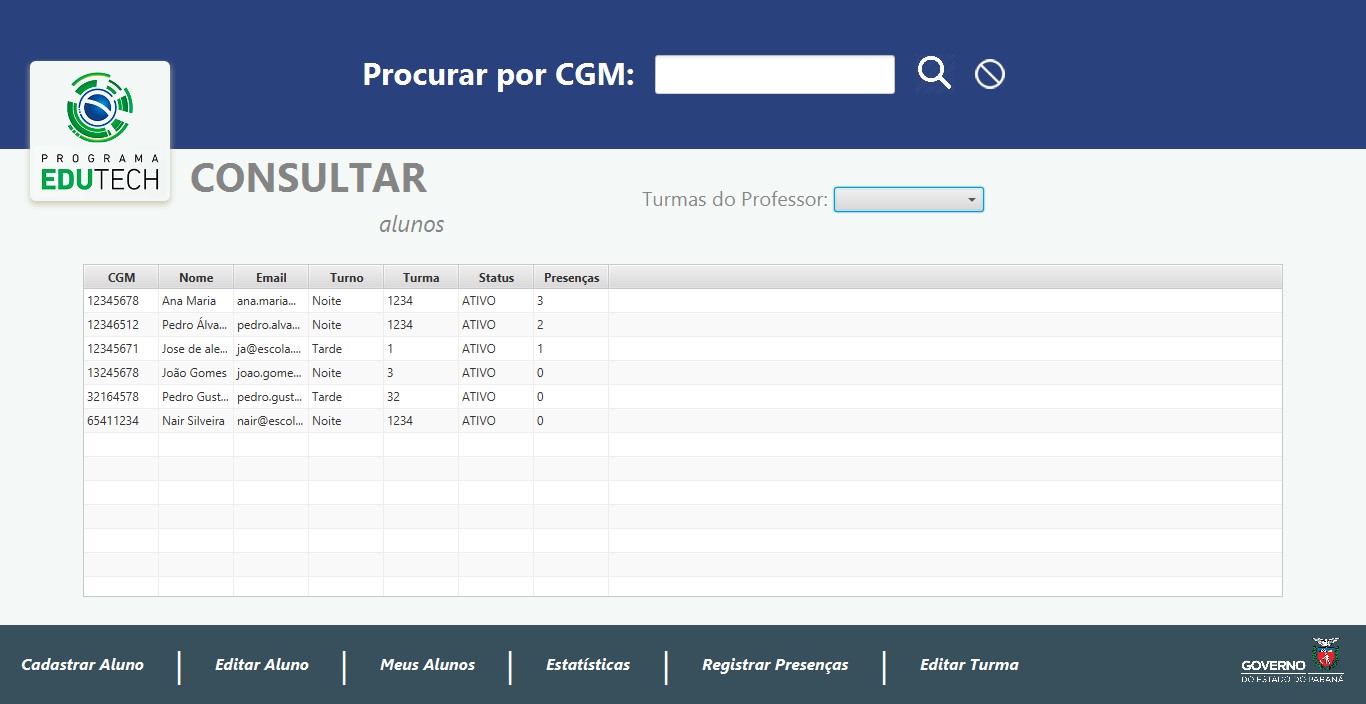 Procurar por CGM:
PROGRAMA
EDUTECH
CONSULTAR
alunos
Turmas do Professor:
CGM Nome Email Turno Turma Status Presenças
12345678 Ana Maria ana.maria... Noite 1234 ATIVO 3
12346512 Pedro Álva... pedro.alva... Noite 1234 ATIVO 2
12345671 Jose de ale... ja@escola.... Tarde 1 ATIVO 1
13245678 João Gomes joao.gome... Noite 3 ATIVO 0
32164578 Pedro Gust... pedro.gust... Tarde 32 ATIVO 0
65411234 Nair Silveira nair@escol... Noite 1234 ATIVO 0
Cadastrar Aluno | Editar Aluno | Meus Alunos | Estatísticas | Registrar Presenças | Editar Turma
GOVERNO
DO ESTADO DO PARANÁ